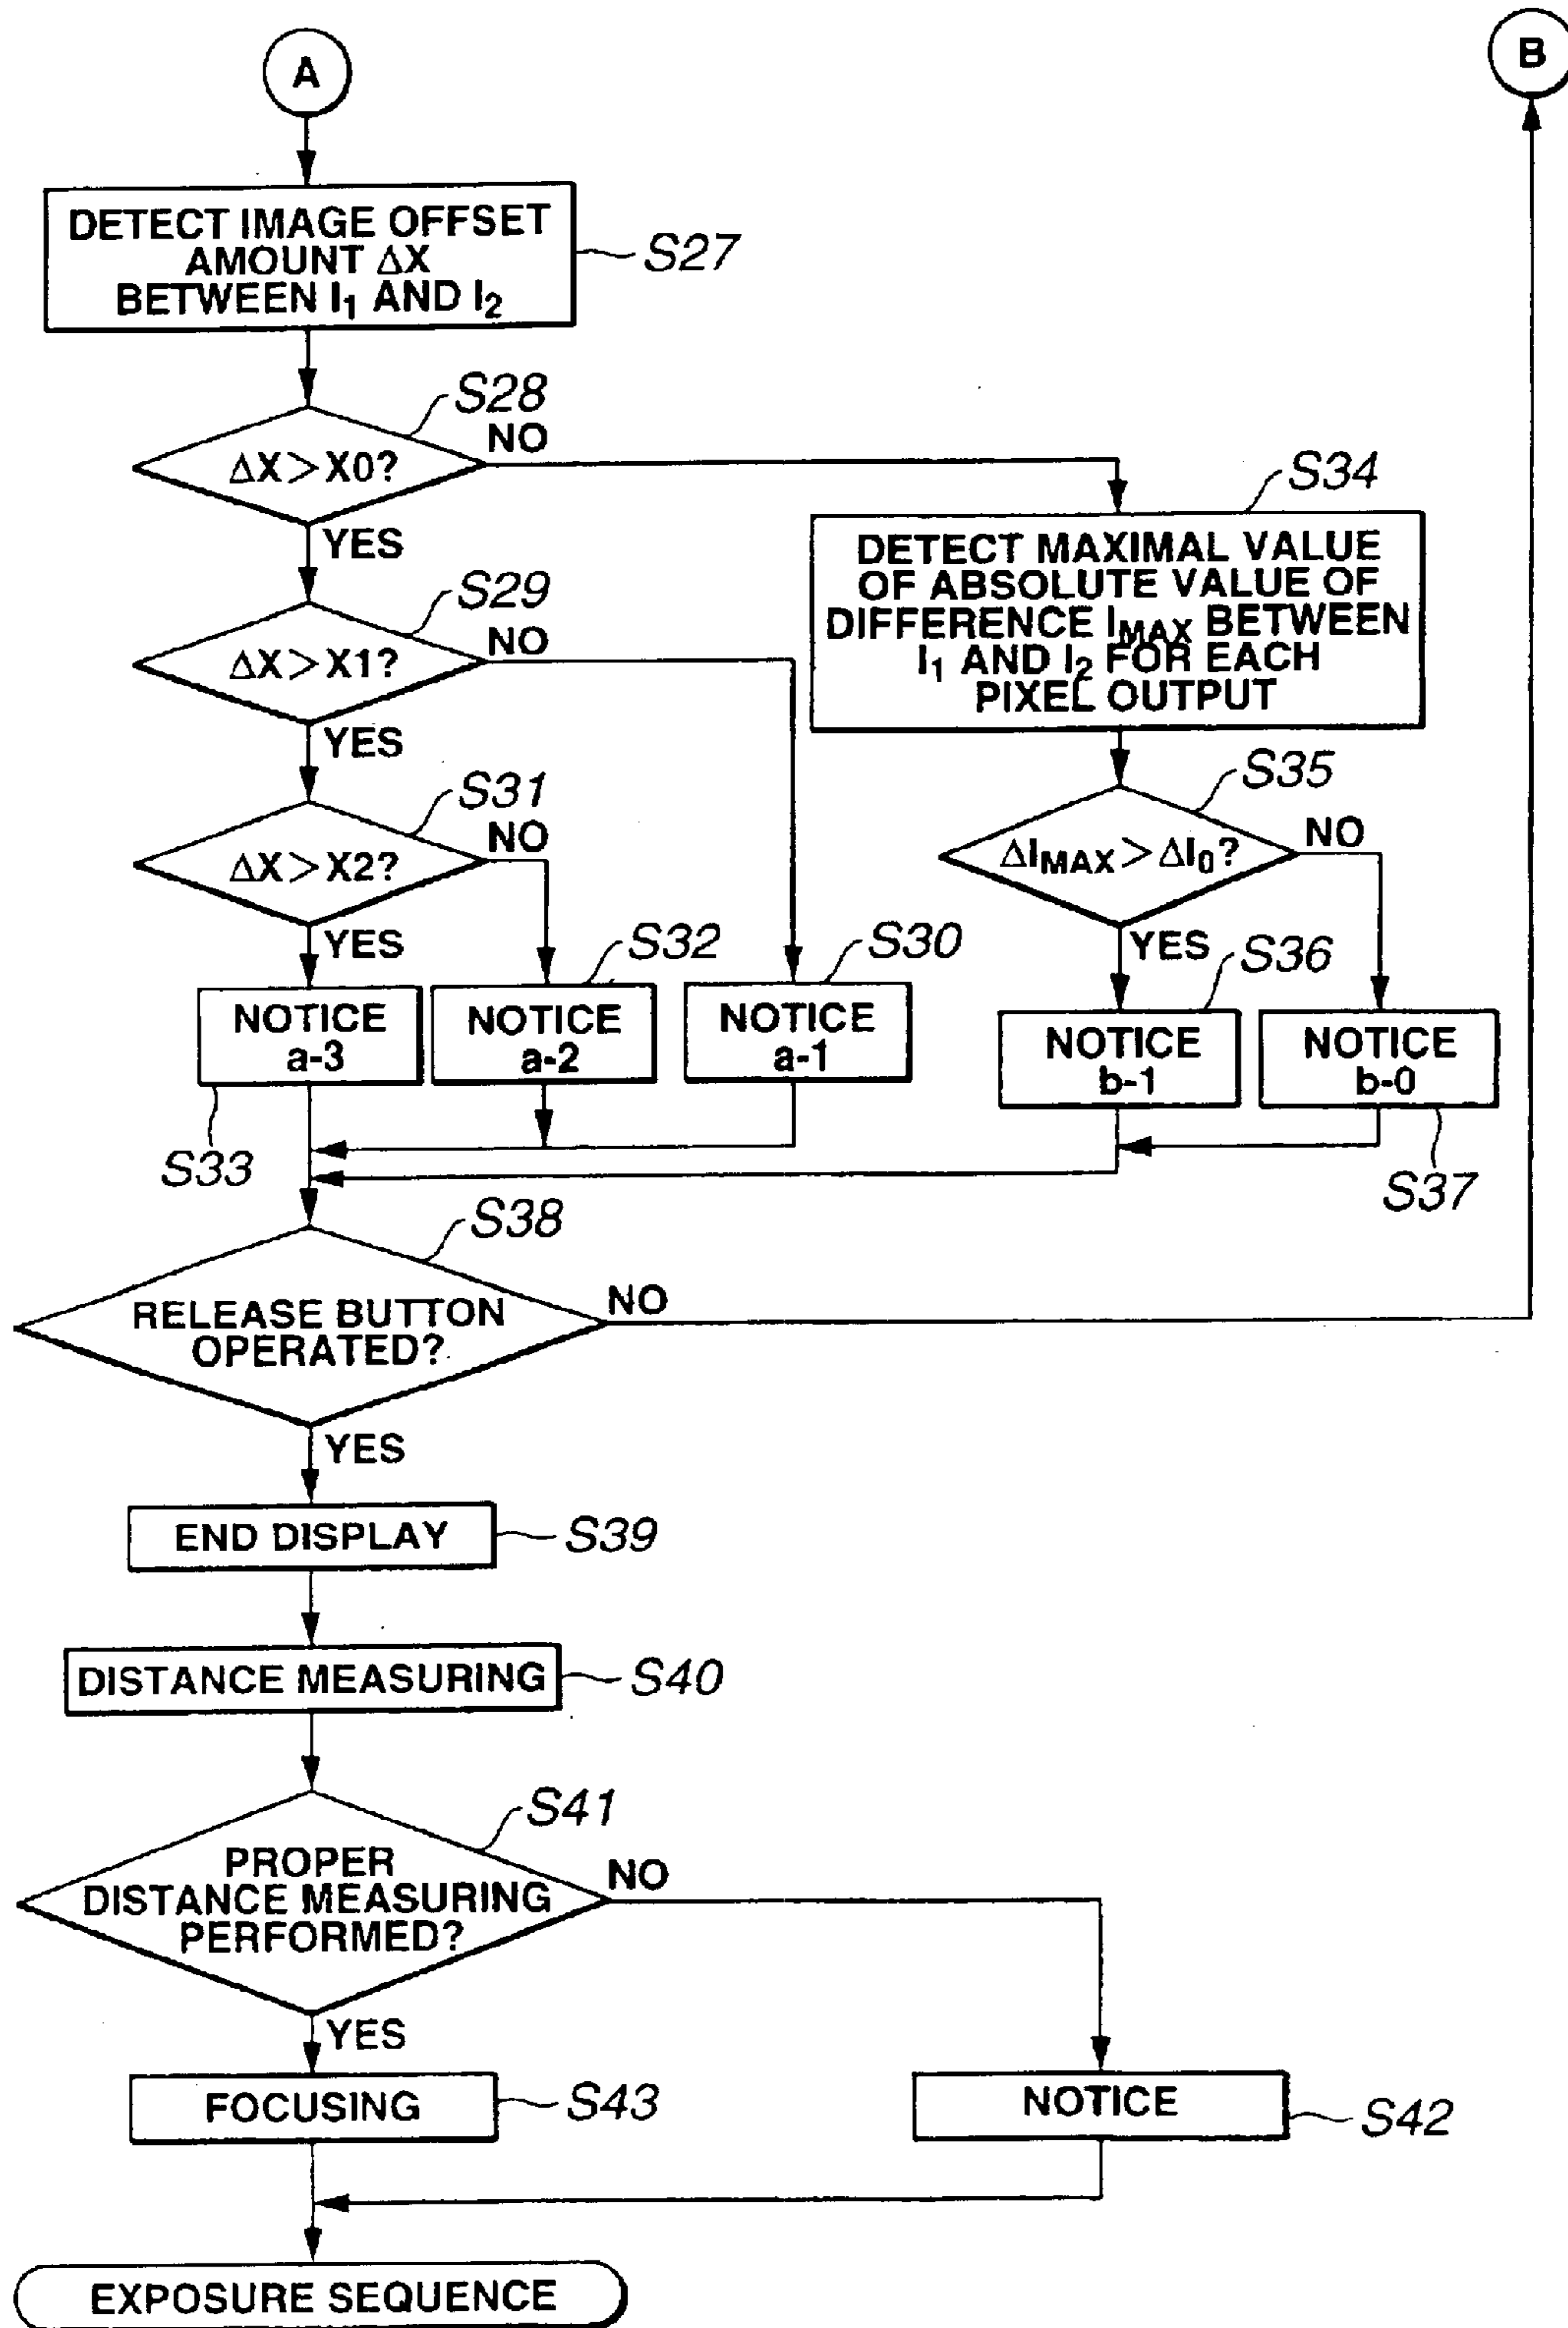 A
B
DETECT IMAGE OFFSET
AMOUNT ΔX
BETWEEN I1 AND I2
S27
S28
ΔX > X0?
NO
YES
S34
DETECT MAXIMAL VALUE
OF ABSOLUTE VALUE OF
DIFFERENCE IMAX BETWEEN
I1 AND I2 FOR EACH
PIXEL OUTPUT
S29
ΔX > X1?
NO
YES
S31
ΔX > X2?
NO
YES
S35
ΔIMAX > ΔI0?
NO
YES
S32
S30
S36
NOTICE
a-3
NOTICE
a-2
NOTICE
a-1
NOTICE
b-1
NOTICE
b-0
S33
S37
S38
RELEASE BUTTON
OPERATED?
NO
YES
END DISPLAY
S39
DISTANCE MEASURING
S40
S41
PROPER
DISTANCE MEASURING
PERFORMED?
NO
YES
FOCUSING
S43
NOTICE
S42
EXPOSURE SEQUENCE